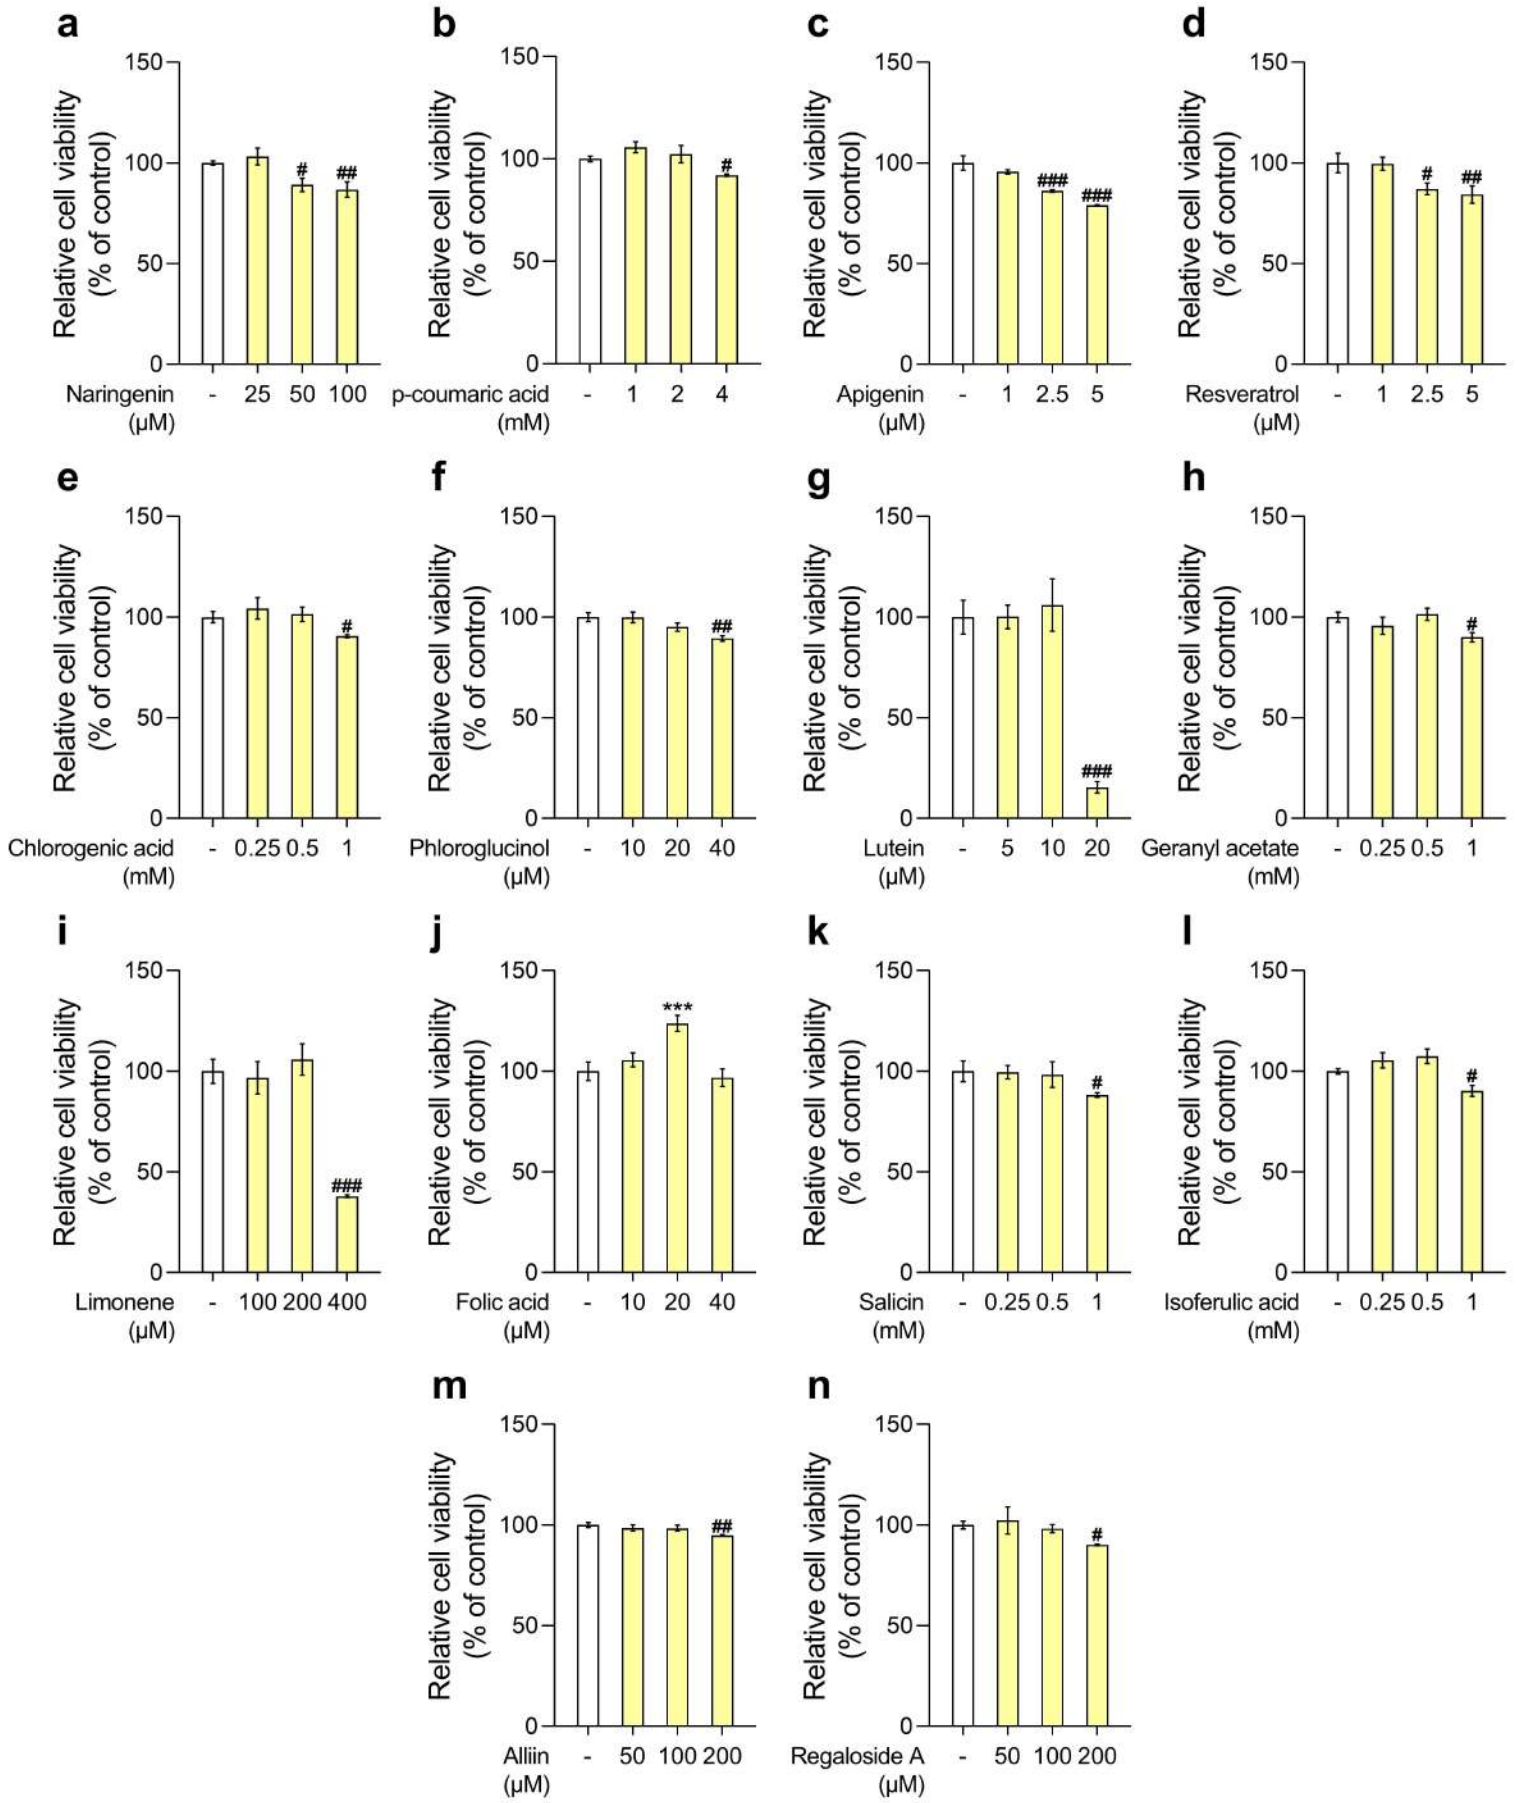 a
Relative cell viability
(% of control)
150
100
50
0
#
##
Naringenin - 25 50 100
(µM)
b
Relative cell viability
(% of control)
150
100
50
0
#
p-coumaric acid - 1 2 4
(mM)
c
Relative cell viability
(% of control)
150
100
50
0
###
###
Apigenin - 1 2.5 5
(µM)
d
Relative cell viability
(% of control)
150
100
50
0
#
##
Resveratrol - 1 2.5 5
(µM)
e
Relative cell viability
(% of control)
150
100
50
0
#
Chlorogenic acid - 0.25 0.5 1
(mM)
f
Relative cell viability
(% of control)
150
100
50
0
##
Phloroglucinol - 10 20 40
(µM)
g
Relative cell viability
(% of control)
150
100
50
0
###
Lutein - 5 10 20
(µM)
h
Relative cell viability
(% of control)
150
100
50
0
#
Geranyl acetate - 0.25 0.5 1
(mM)
i
Relative cell viability
(% of control)
150
100
50
0
###
Limonene - 100 200 400
(µM)
j
Relative cell viability
(% of control)
150
100
50
0
***
Folic acid - 10 20 40
(µM)
k
Relative cell viability
(% of control)
150
100
50
0
#
Salicin - 0.25 0.5 1
(mM)
l
Relative cell viability
(% of control)
150
100
50
0
#
Isoferulic acid - 0.25 0.5 1
(mM)
m
Relative cell viability
(% of control)
150
100
50
0
##
Alliin - 50 100 200
(µM)
n
Relative cell viability
(% of control)
150
100
50
0
#
Regaloside A - 50 100 200
(µM)